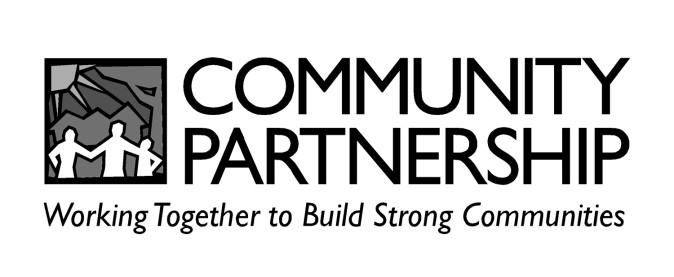 COMMUNITY
PARTNERSHIP
Working Together to Build Strong Communities